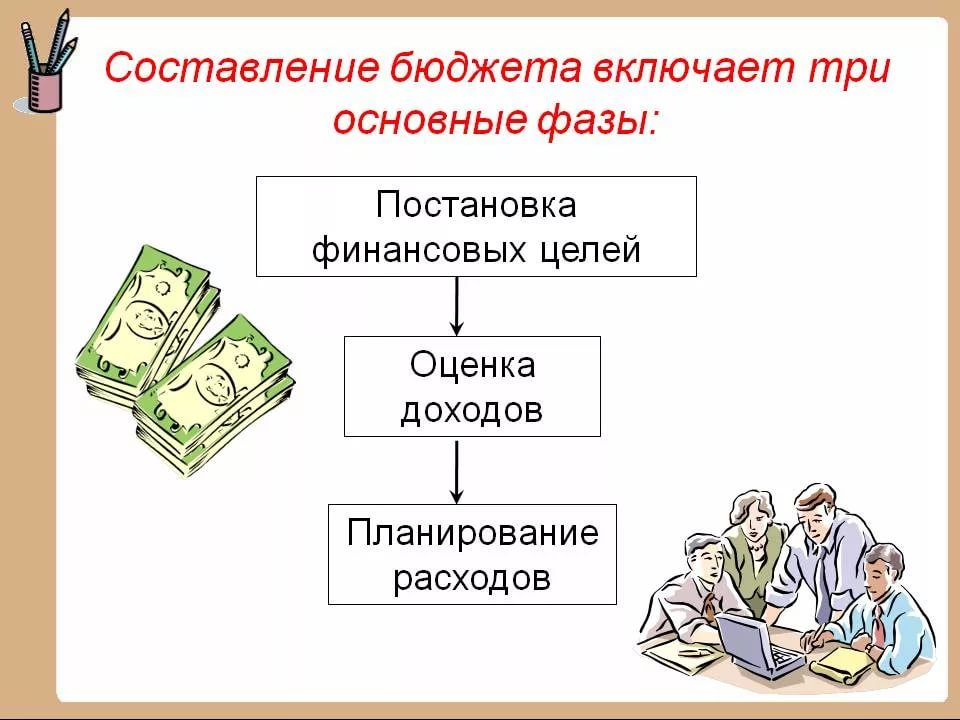 Составление бюджета включает три
основные фазы:
Постановка
финансовых целей
Оценка
доходов
Планирование
расходов